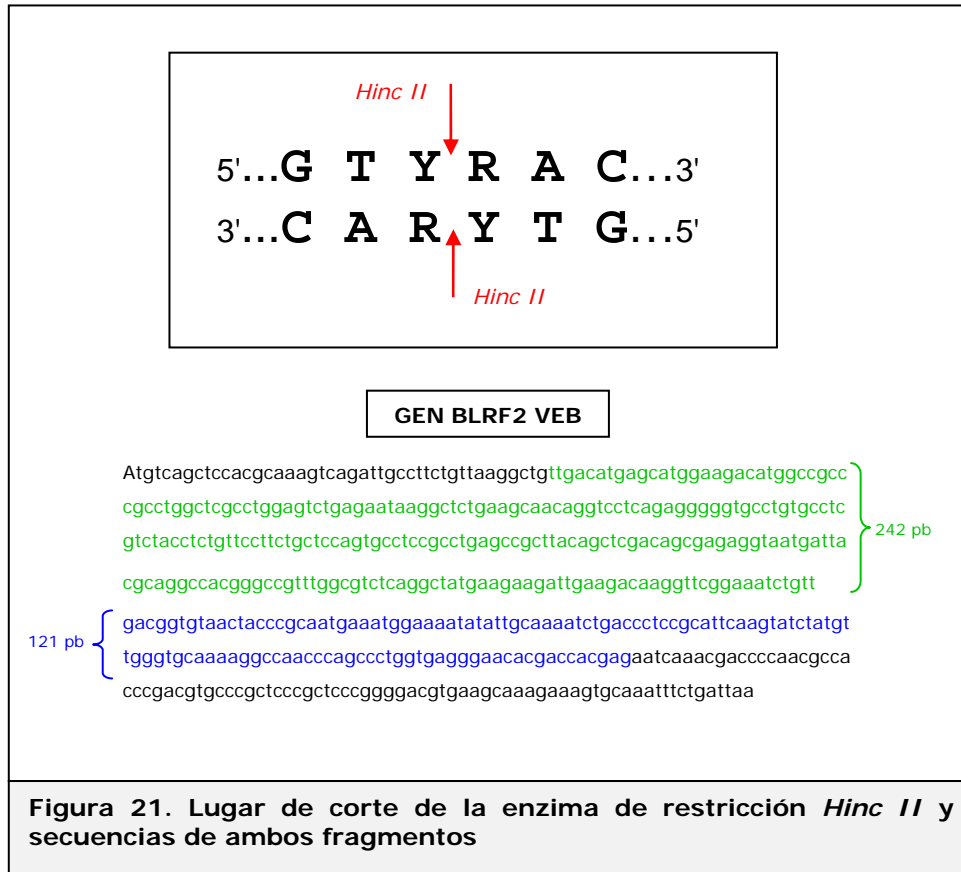 Hinc II
5'...G T Y R A C...3'
3'...C A R Y T G...5'
Hinc II
GEN BLRF2 VEB
Atgtcagctccacgcaaagtcagattgccttctgttaaggctgttgacatgagcatggaagacatggccgcc
cgcctggctcgcctggagtctgagaataaggctctgaagcaacaggtcctcagagggggtgcctgtgcctc
gtctacctctgttccttctgctccagtgcctccgcctgagccgcttacagctcgacagcgagaggtaatgatta
cgcaggccacgggccgtttggcgtctcaggctatgaagaagattgaagacaaggttcggaaatctgtt
242 pb
gacggtgtaactacccgcaatgaaatggaaaatatattgcaaaatctgaccctccgcattcaagtatctatgt
121 pb
tgggtgcaaaaggccaacccagccctggtgagggaacacgaccacgagaatcaaacgaccccaacgcca
cccgacgtgcccgctcccgctcccggggacgtgaagcaaagaaagtgcaaatttctgattaa
Figura 21. Lugar de corte de la enzima de restricción Hinc II y
secuencias de ambos fragmentos